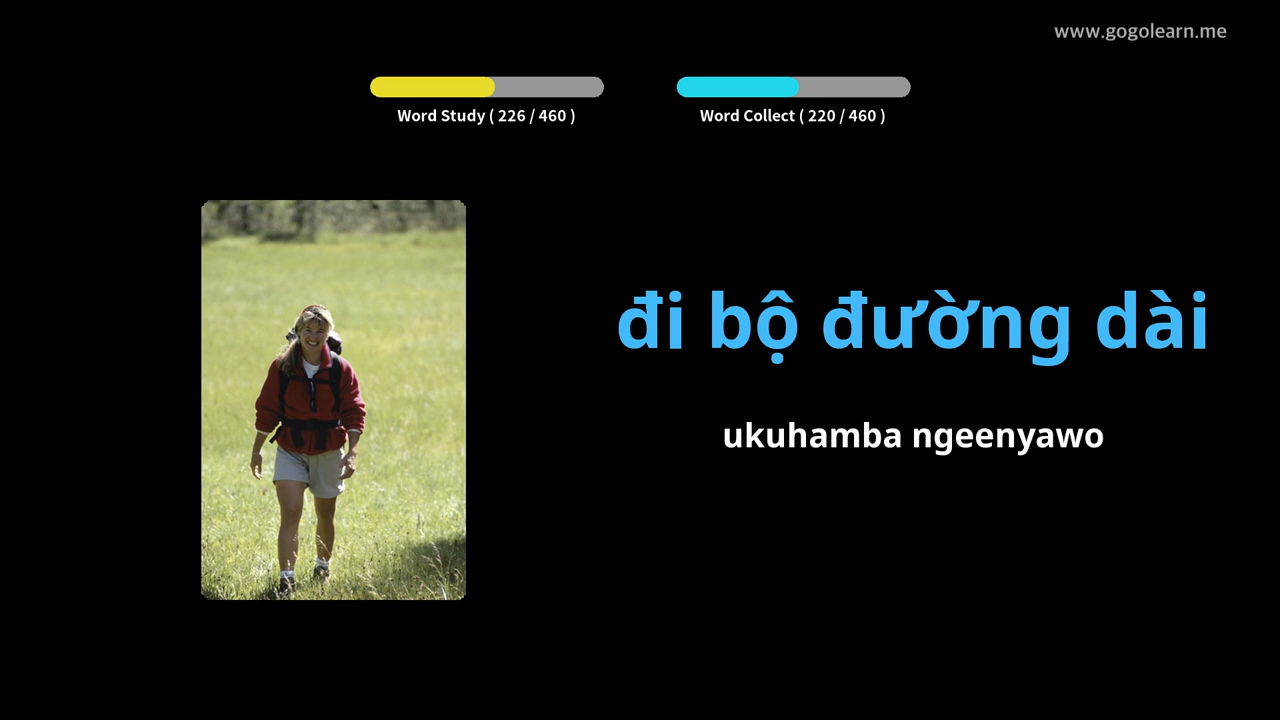 www.gogolearn.me
Word Study ( 226 / 460 )
Word Collect ( 220 / 460 )
đi bộ đường dài
ukuhamba ngeenyawo